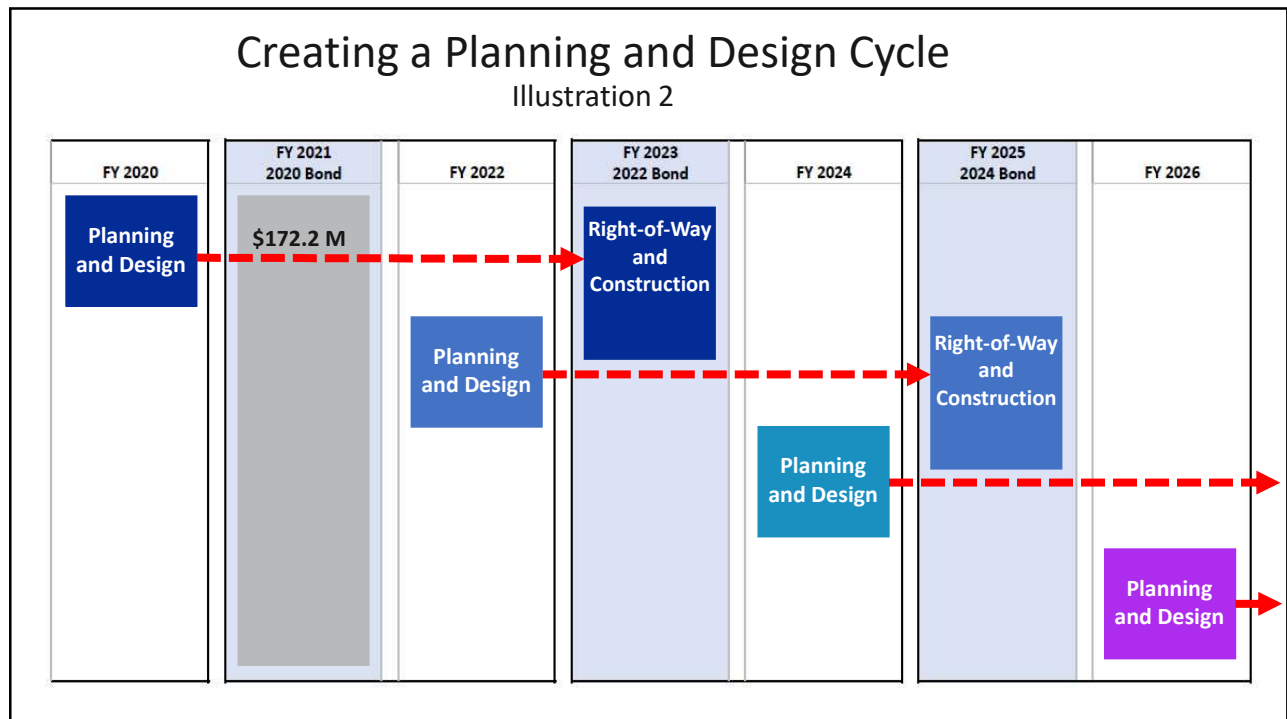 Creating a Planning and Design Cycle
Illustration 2
FY 2020
FY 2021
2020 Bond
FY 2022
FY 2023
2022 Bond
FY 2024
FY 2025
2024 Bond
FY 2026
Planning
and Design
$172.2 M
Right-of-Way
and
Construction
Planning
and Design
Right-of-Way
and
Construction
Planning
and Design
Planning
and Design